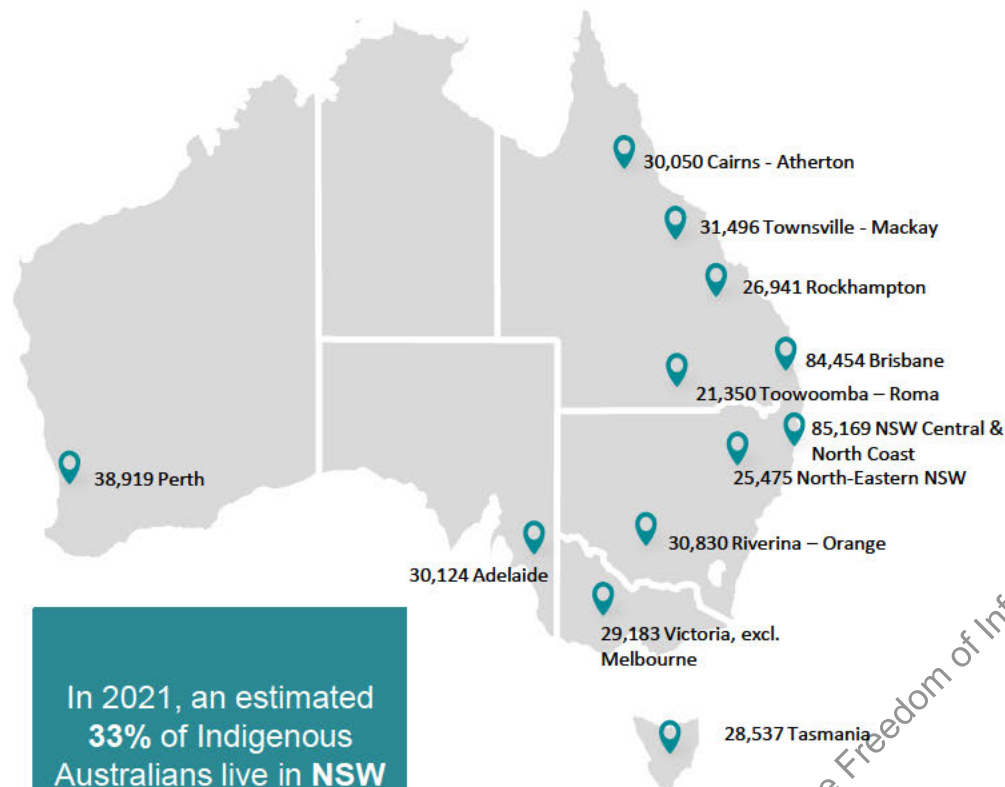 30,050 Cairns - Atherton
31,496 Townsville - Mackay
26,941 Rockhampton
84,454 Brisbane
21,350 Toowoomba – Roma
85,169 NSW Central &
North Coast
25,475 North-Eastern NSW
38,919 Perth
30,830 Riverina – Orange
30,124 Adelaide
29,183 Victoria, excl.
Melbourne
28,537 Tasmania
In 2021, an estimated
33% of Indigenous
Australians live in NSW
Freedom of